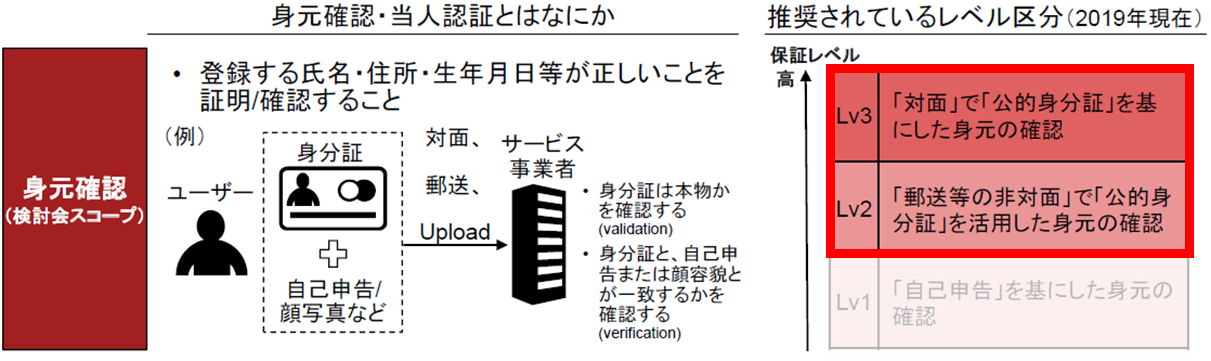 身元確認・当人認証とはなにか
推奨されているレベル区分（2019年現在）
身元確認
（検討会スコープ）
• 登録する氏名・住所・生年月日等が正しいことを
証明/確認すること
（例）
ユーザー
身分証
自己申告/
顔写真など
対面、
郵送、
Upload
サービス
事業者
• 身分証は本物か
を確認する
(validation)
• 身分証と、自己申
告または顔容貌と
が一致するかを
確認する
(verification)
保証レベル
高
Lv3
「対面」で「公的身分証」を基
にした身元の確認
Lv2
「郵送等の非対面」で「公的身
分証」を活用した身元の確認
Lv1
「自己申告」を基にした身元の
確認